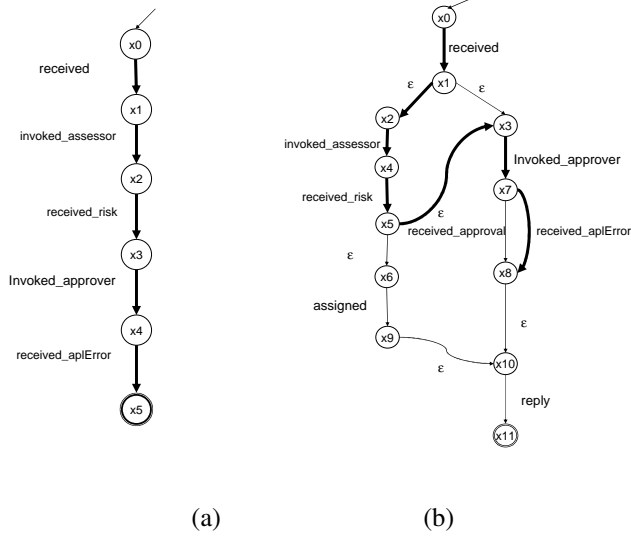 x0
received
x1
invoked_assessor
x2
received_risk
x3
Invoked_approver
x4
received_aplError
x5
(a)
x0
received
x1
ε
ε
x2
x3
invoked_assessor
Invoked_approver
x4
x7
received_risk
ε
x5
received_approval
received_aplError
ε
x6
x8
assigned
ε
x9
ε
x10
reply
x11
(b)